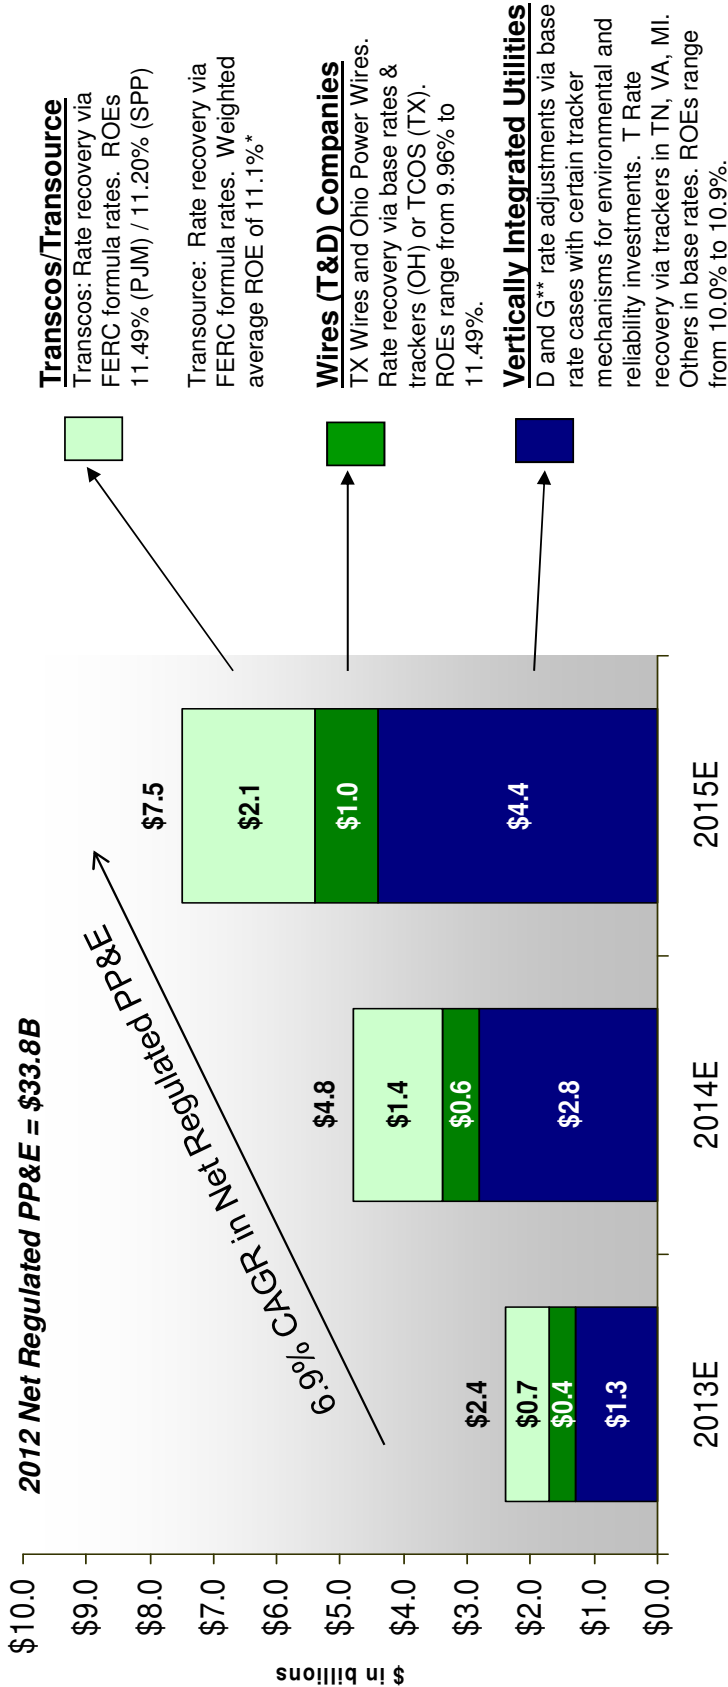 2012 Net Regulated PP&E = $33.8B
6.9% CAGR in Net Regulated PP&E
$ in billions
$10.0
$9.0
$8.0
$7.0
$6.0
$5.0
$4.0
$3.0
$2.0
$1.0
$0.0
$2.4
$0.7
$0.4
$1.3
2013E
$4.8
$1.4
$0.6
$2.8
2014E
$7.5
$2.1
$1.0
$4.4
2015E
Transcos/Transource
Transcos: Rate recovery via
FERC formula rates. ROEs
11.49% (PJM) / 11.20% (SPP)
Transource: Rate recovery via
FERC formula rates. Weighted
average ROE of 11.1%*
Wires (T&D) Companies
TX Wires and Ohio Power Wires.
Rate recovery via base rates &
trackers (OH) or TCOS (TX).
ROEs range from 9.96% to
11.49%.
Vertically Integrated Utilities
D and G** rate adjustments via base
rate cases with certain tracker
mechanisms for environmental and
reliability investments. T Rate
recovery via trackers in TN, VA, MI.
Others in base rates. ROEs range
from 10.0% to 10.9%.